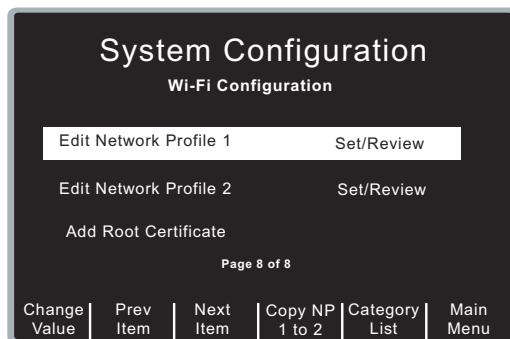 System Configuration
Wi-Fi Configuration
Edit Network Profile 1 Set/Review
Edit Network Profile 2 Set/Review
Add Root Certificate
Page 8 of 8
Change Value Prev Item Next Item Copy NP 1 to 2 Category List Main Menu